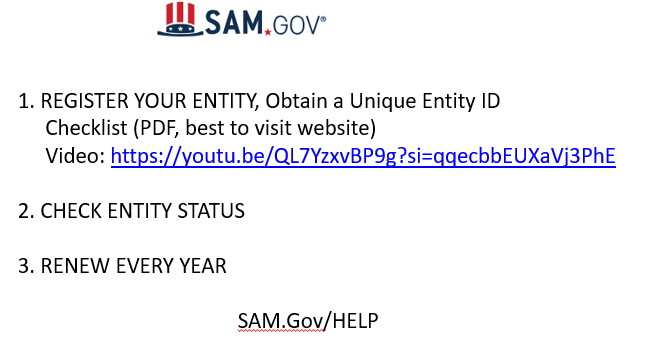 SAM.GOV®
1. REGISTER YOUR ENTITY, Obtain a Unique Entity ID
Checklist (PDF, best to visit website)
Video: https://youtu.be/QL7YzxvBP9g?si=qqecbbEUXaVj3PhE
2. CHECK ENTITY STATUS
3. RENEW EVERY YEAR
SAM.Gov/HELP